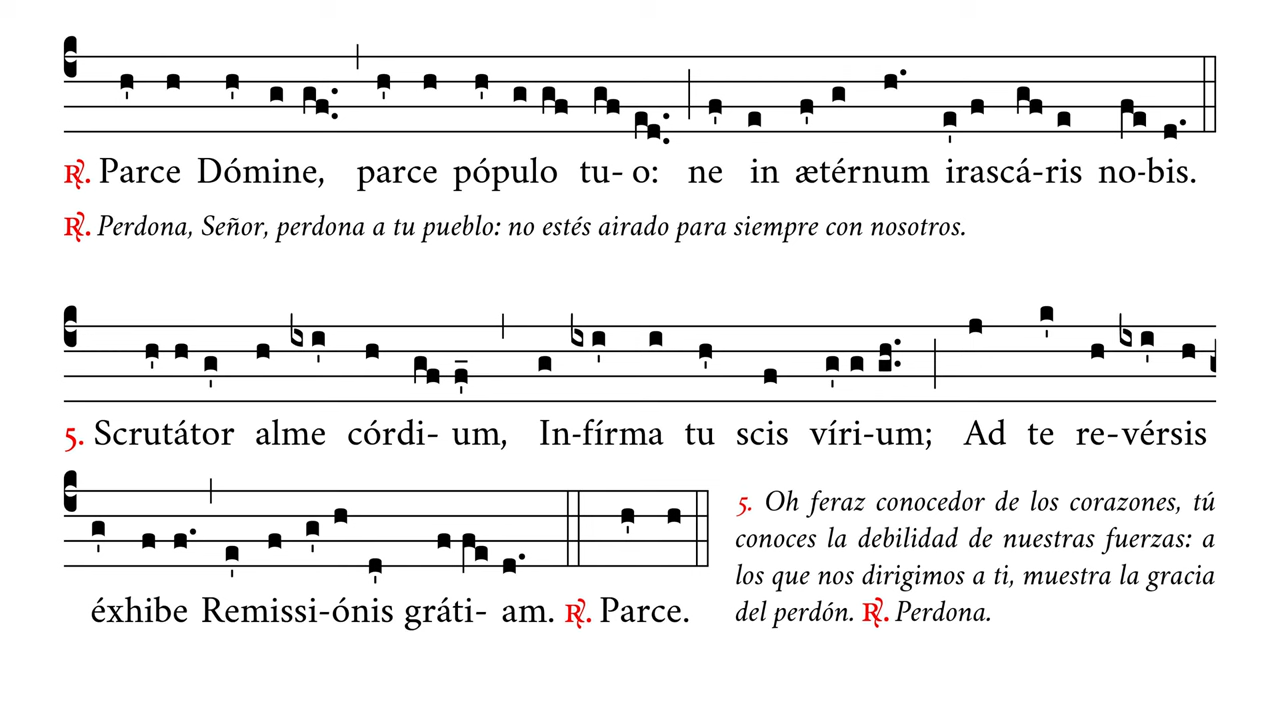 ℟. Parce Dómine, parce pópulo tu- o: ne in ætérnum irascá-ris no-bis.
℟. Perdona, Señor, perdona a tu pueblo: no estés airado para siempre con nosotros.
5. Scrutátor alme córdi- um, In-fírma tu scis víri-um; Ad te re-vérsis
éxhibe Remissi-ónis gráti- am. ℟. Parce.
5. Oh feraz conocedor de los corazones, tú
conoces la debilidad de nuestras fuerzas: a
los que nos dirigimos a ti, muestra la gracia
del perdón. ℟. Perdona.